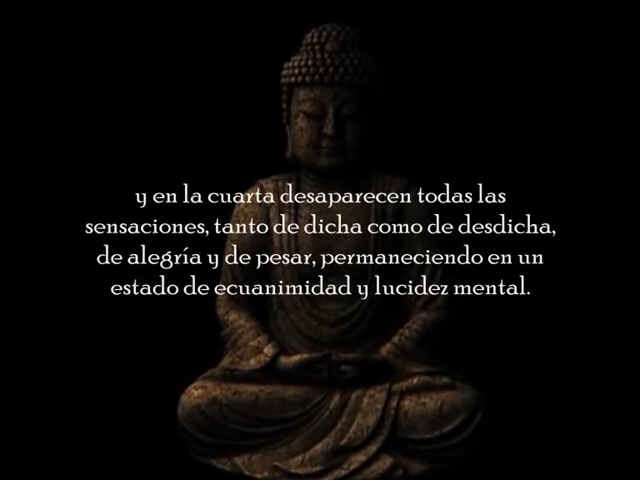 y en la cuarta desaparecen todas las
sensaciones, tanto de dicha como de desdicha,
de alegría y de pesar, permaneciendo en un
estado de ecuanimidad y lucidez mental.